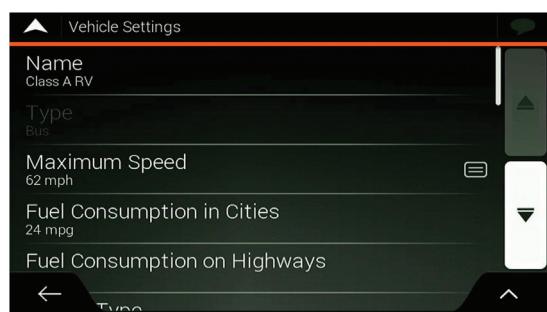 Vehicle Settings
Name
Class A RV
Type
Bus
Maximum Speed
62 mph
Fuel Consumption in Cities
24 mpg
Fuel Consumption on Highways
Type